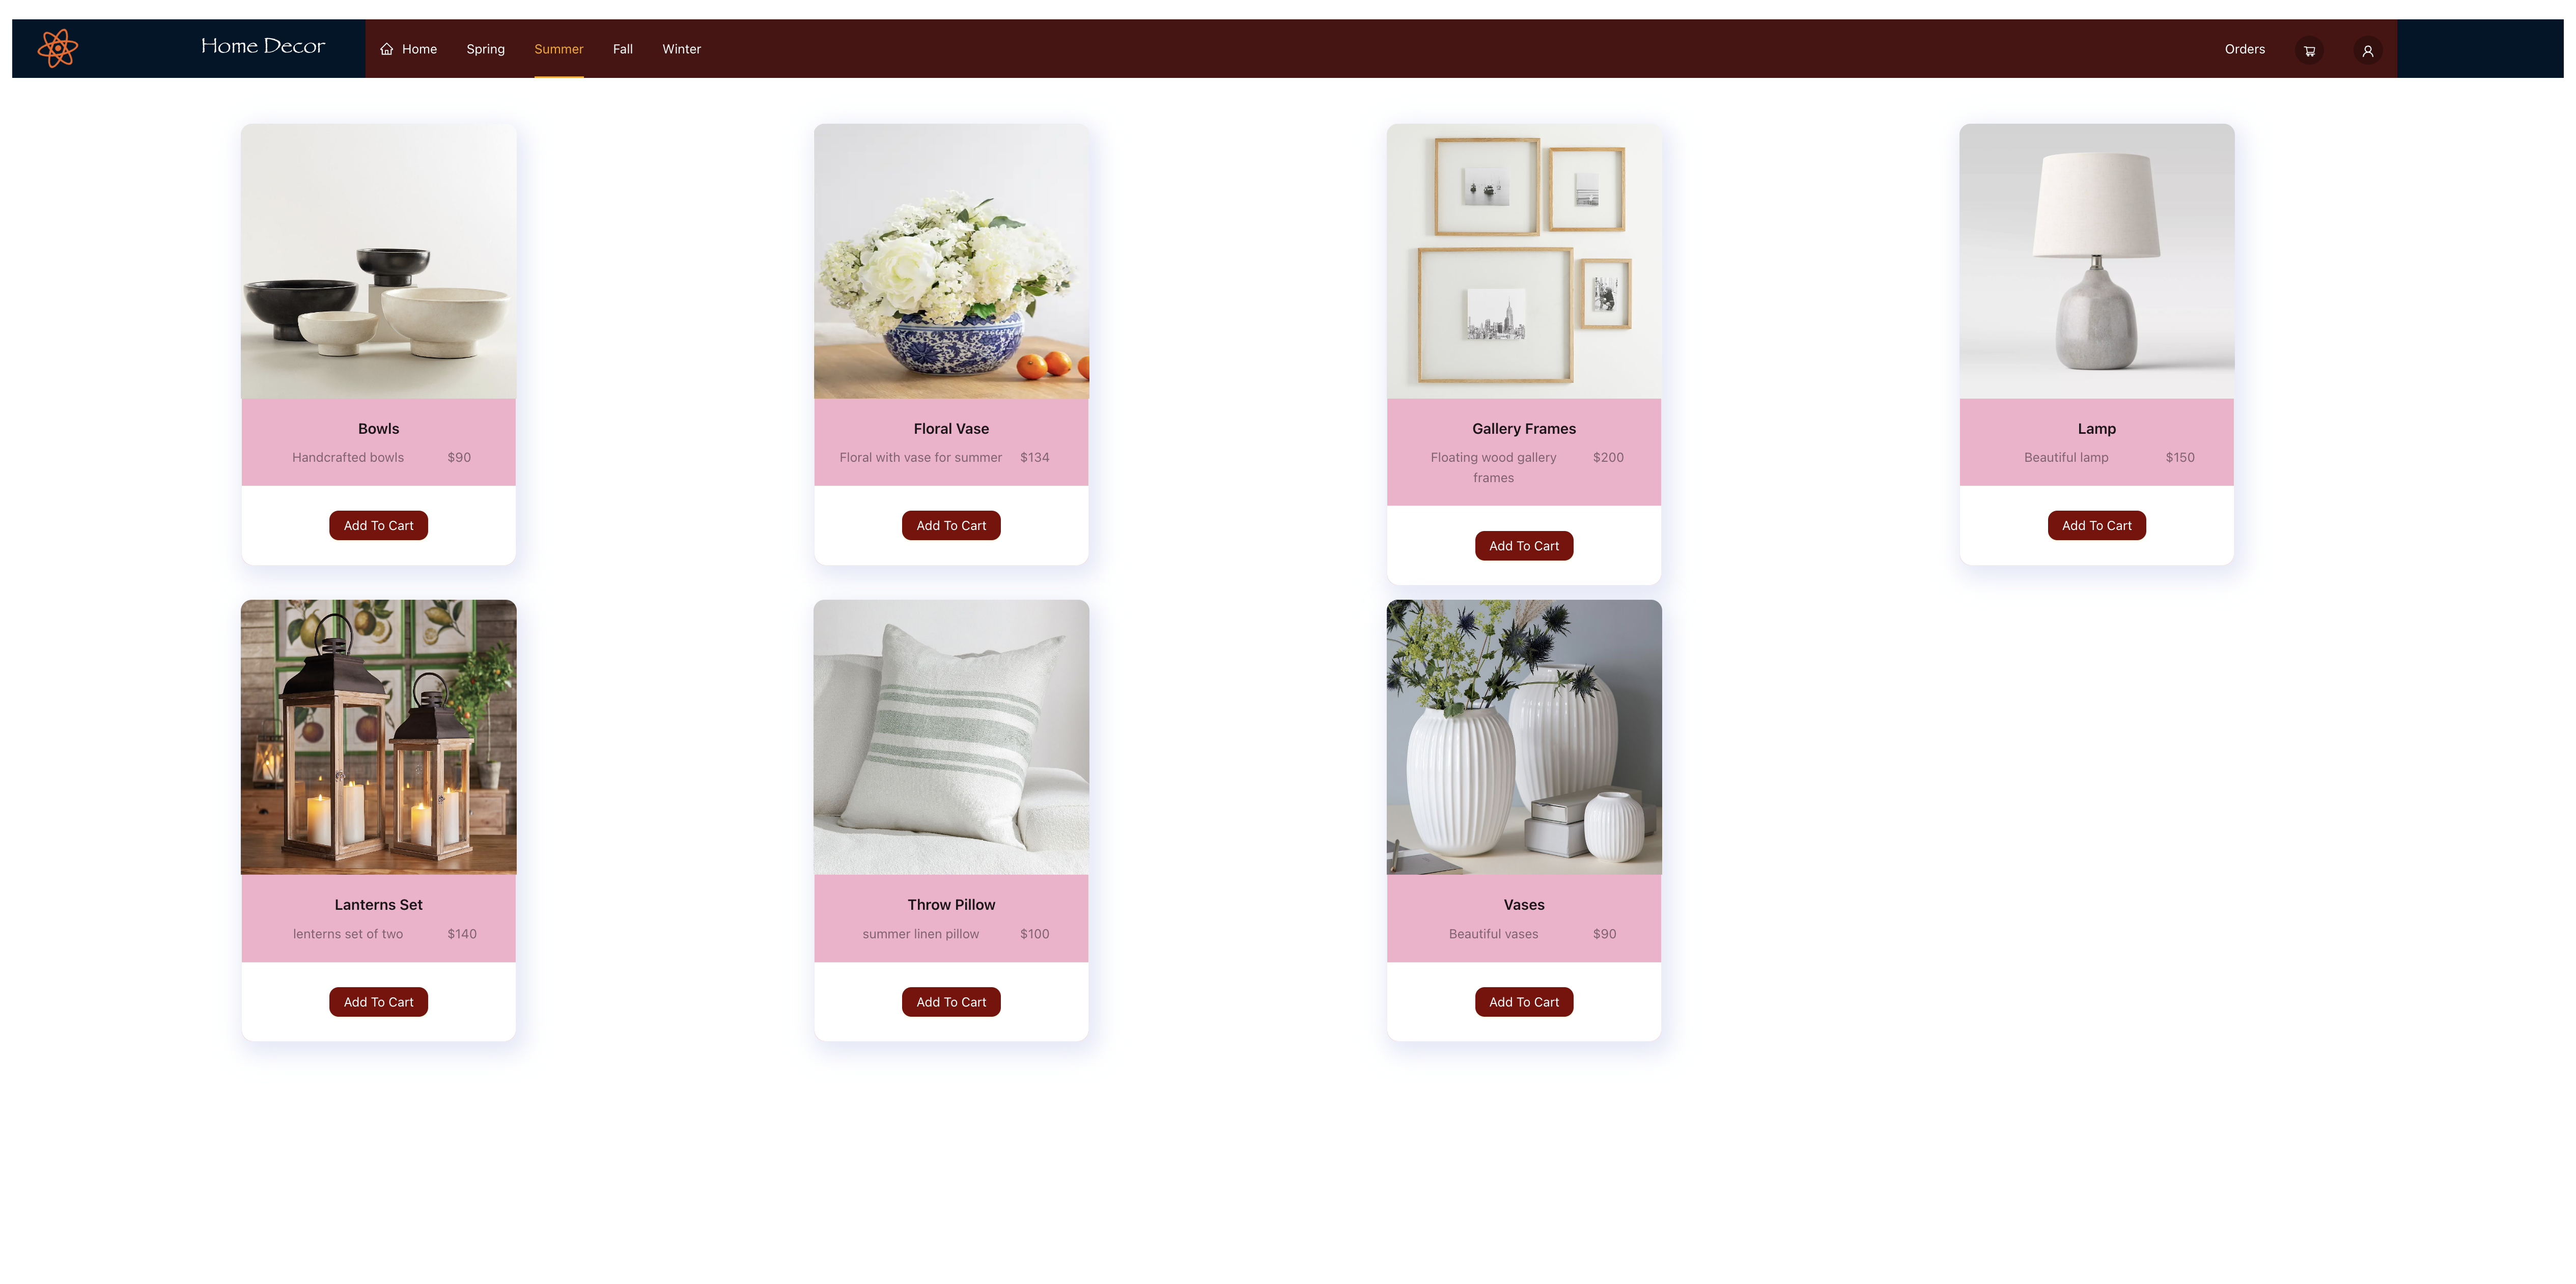 Home Decor
Home Spring Summer Fall Winter Orders
Bowls
Handcrafted bowls $90
Add To Cart
Floral Vase
Floral with vase for summer $134
Add To Cart
Gallery Frames
Floating wood gallery $200
frames
Add To Cart
Lamp
Beautiful lamp $150
Add To Cart
Lanterns Set
lenterns set of two $140
Add To Cart
Throw Pillow
summer linen pillow $100
Add To Cart
Vases
Beautiful vases $90
Add To Cart